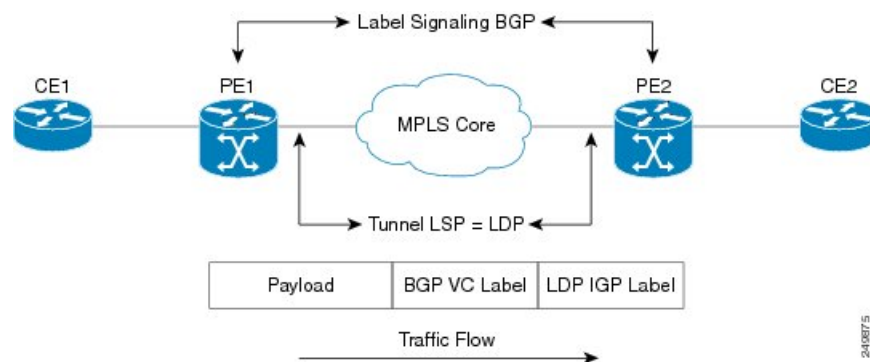 Label Signaling BGP
CE1
PE1
PE2
CE2
MPLS Core
Tunnel LSP = LDP
Payload
BGP VC Label
LDP IGP Label
Traffic Flow
249875